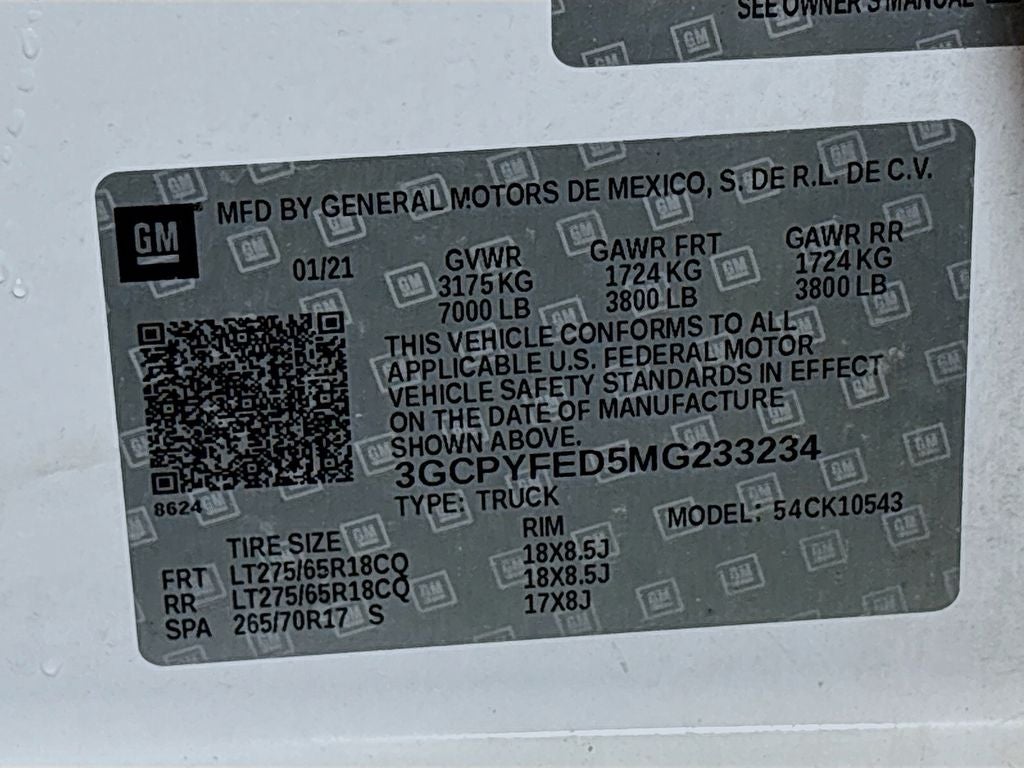 SEE OWNER'S MANUAL
GM
MFD BY GENERAL MOTORS DE MEXICO, S. DE R.L. DE C.V.
01/21
GVWR GAWR FRT GAWR RR
3175 KG 1724 KG 1724 KG
7000 LB 3800 LB 3800 LB
THIS VEHICLE CONFORMS TO ALL
APPLICABLE U.S. FEDERAL MOTOR
VEHICLE SAFETY STANDARDS IN EFFECT
ON THE DATE OF MANUFACTURE
SHOWN ABOVE.
3GCPYFED5MG233234
8624
TYPE: TRUCK MODEL: 54CK10543
TIRE SIZE RIM
FRT LT275/65R18CQ 18X8.5J
RR LT275/65R18CQ 18X8.5J
SPA 265/70R17 S 17X8J